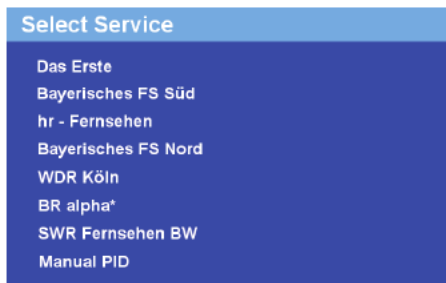 Select Service
Das Erste
Bayerisches FS Süd
hr - Fernsehen
Bayerisches FS Nord
WDR Köln
BR alpha*
SWR Fernsehen BW
Manual PID